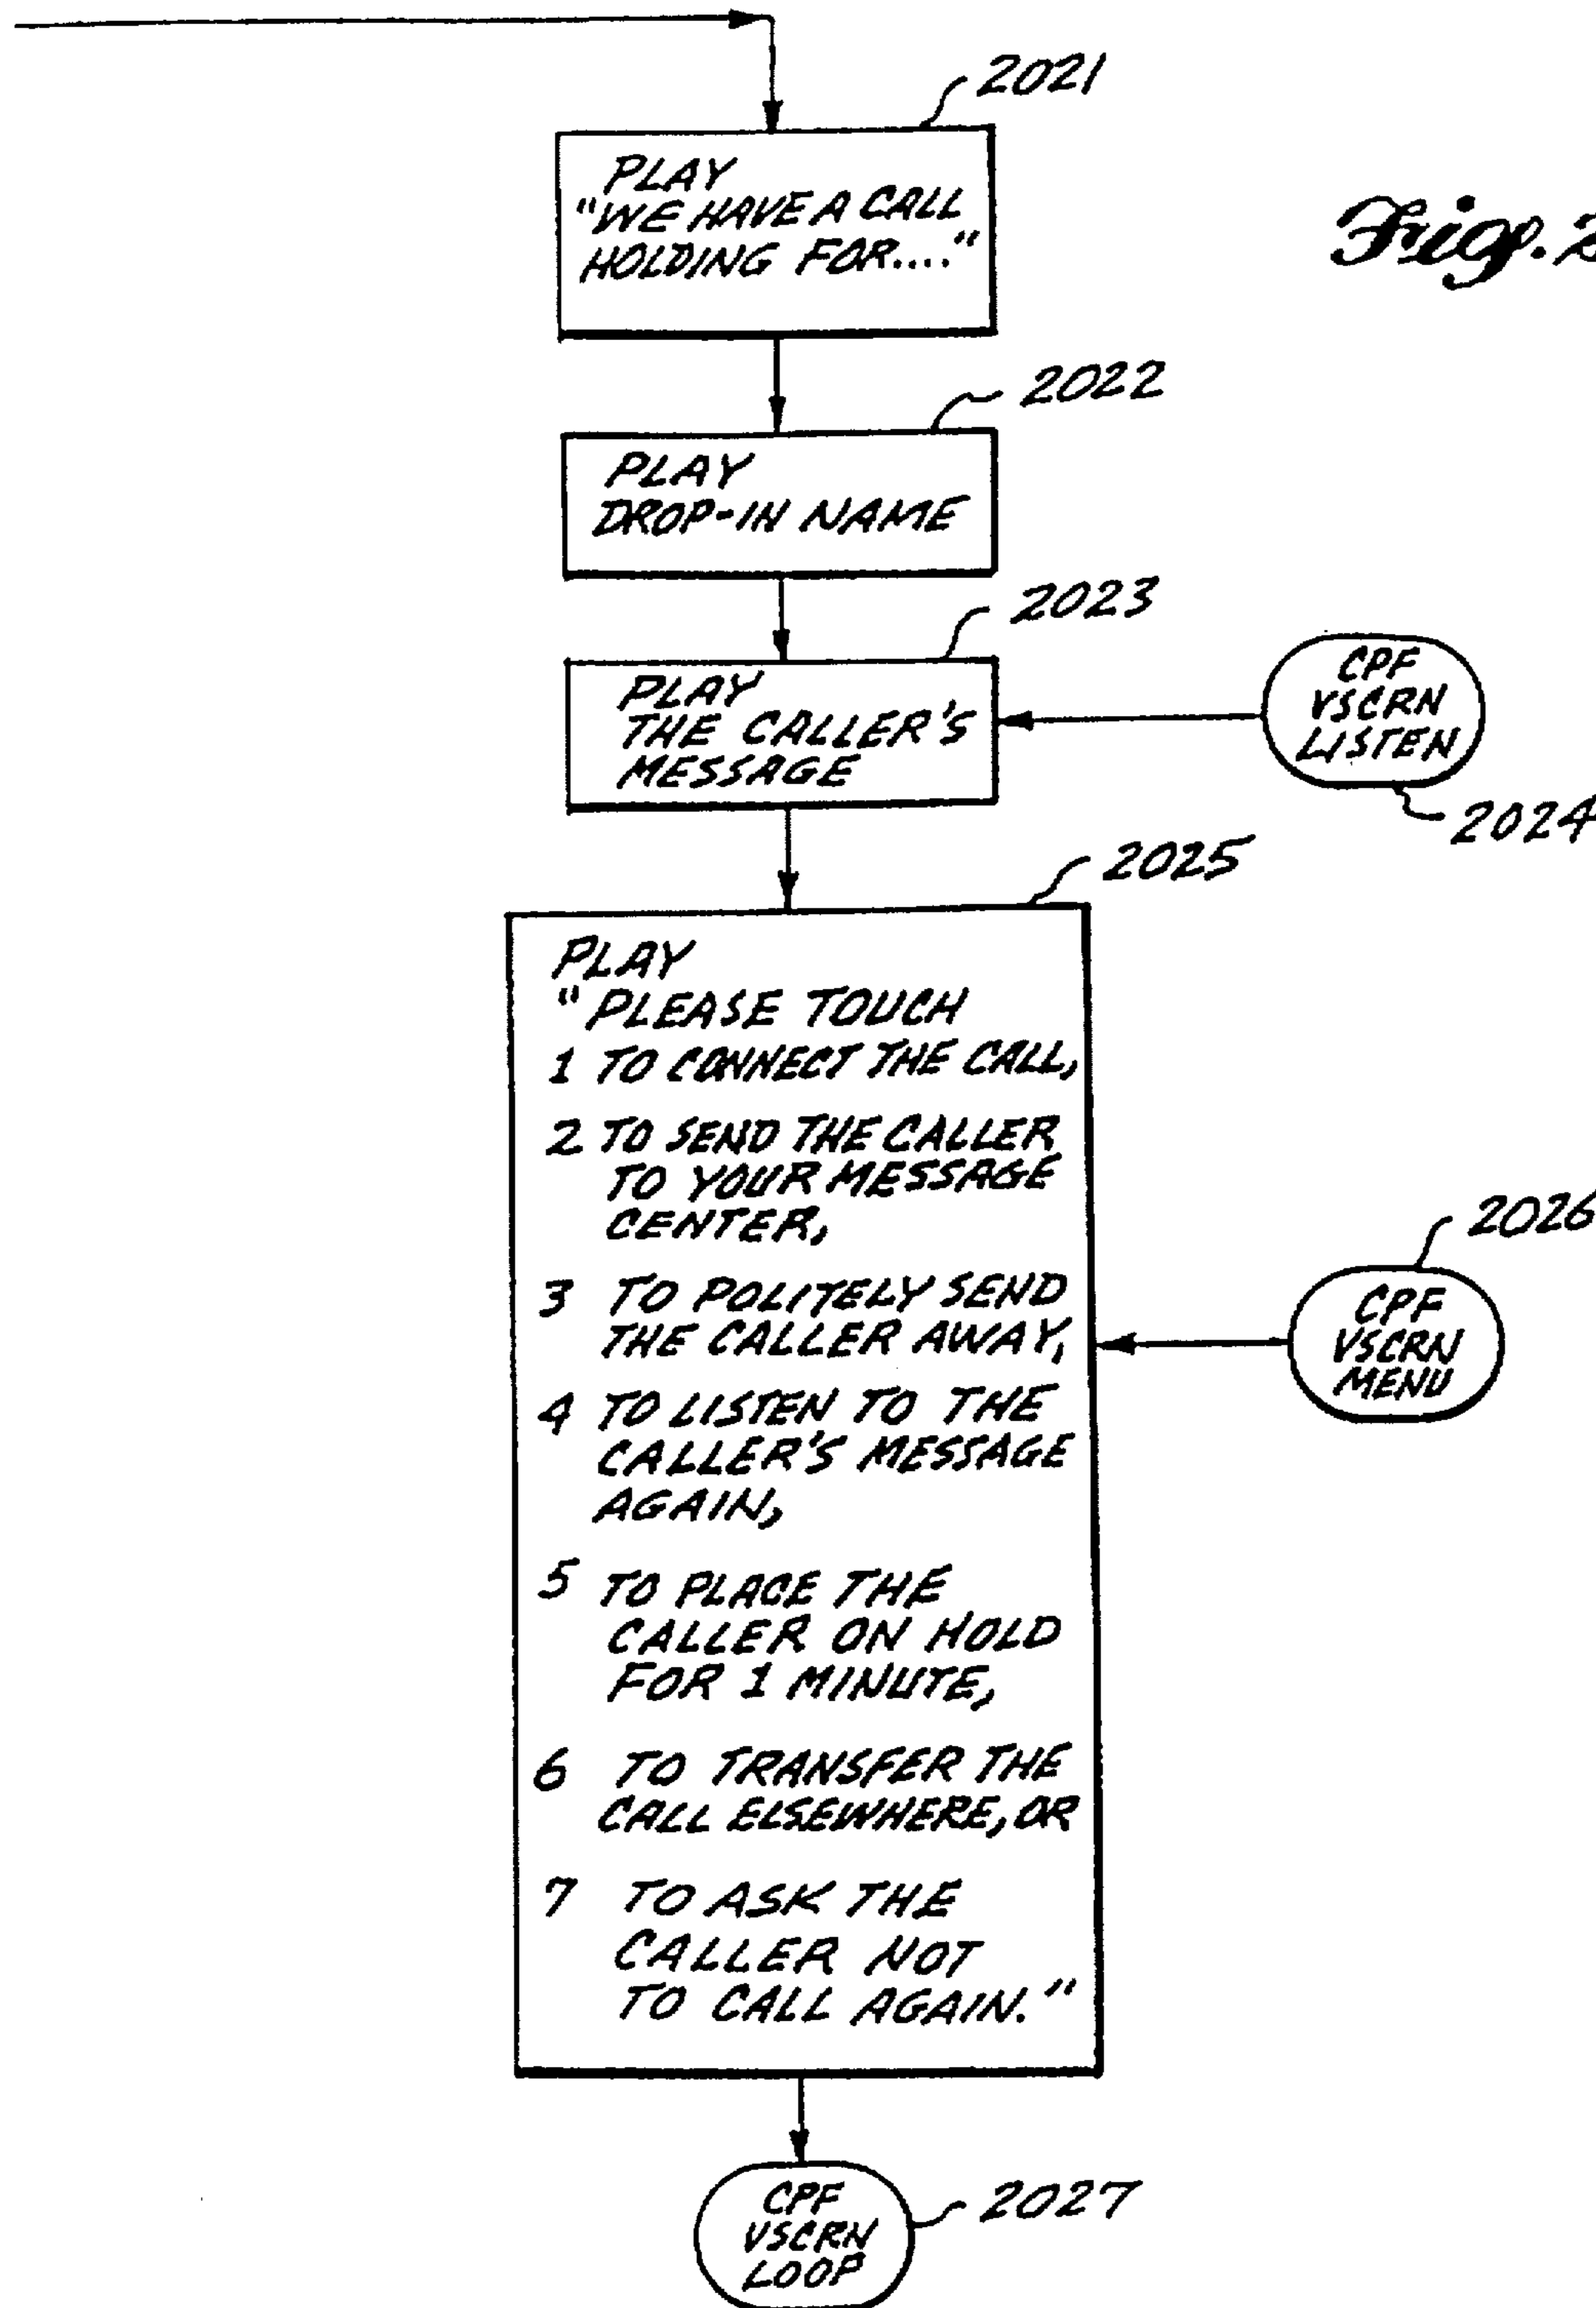 2021
PLAY
"WE HAVE A CALL
HOLDING FOR...."
Fig. 2
2022
PLAY
DROP-IN NAME
2023
PLAY
THE CALLER'S
MESSAGE
CPF
VSCRN
LISTEN
2024
2025
PLAY
"PLEASE TOUCH
1 TO CONNECT THE CALL,
2 TO SEND THE CALLER
TO YOUR MESSAGE
CENTER,
3 TO POLITELY SEND
THE CALLER AWAY,
4 TO LISTEN TO THE
CALLER'S MESSAGE
AGAIN,
5 TO PLACE THE
CALLER ON HOLD
FOR 1 MINUTE,
6 TO TRANSFER THE
CALL ELSEWHERE, OR
7 TO ASK THE
CALLER NOT
TO CALL AGAIN."
2026
CPF
VSCRN
MENU
CPF
VSCRN
LOOP
2027